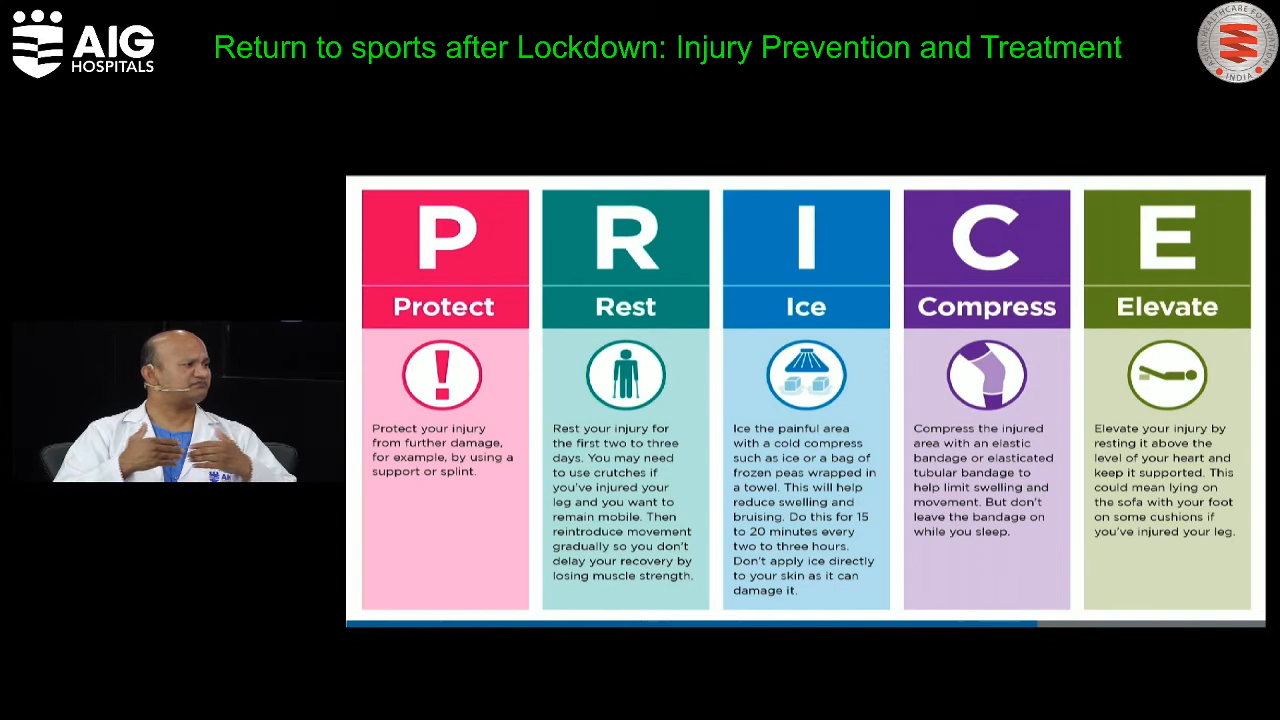 AIG
HOSPITALS
Return to sports after Lockdown: Injury Prevention and Treatment
ASIAN HEALTHCARE FOUNDATION
INDIA
P
Protect
Protect your injury
from further damage,
for example, by using a
support or splint.
R
Rest
Rest your injury for
the first two to three
days. You may need
to use crutches if
you've injured your
leg and you want to
remain mobile. Then
reintroduce movement
gradually so you don't
delay your recovery by
losing muscle strength.
I
Ice
Ice the painful area
with a cold compress
such as ice or a bag of
frozen peas wrapped in
a towel. This will help
reduce swelling and
bruising. Do this for 15
to 20 minutes every
two to three hours.
Don't apply ice directly
to your skin as it can
damage it.
C
Compress
Compress the injured
area with an elastic
bandage or elasticated
tubular bandage to
help limit swelling and
movement. But don't
leave the bandage on
while you sleep.
E
Elevate
Elevate your injury by
resting it above the
level of your heart and
keep it supported. This
could mean lying on
the sofa with your foot
on some cushions if
you've injured your leg.